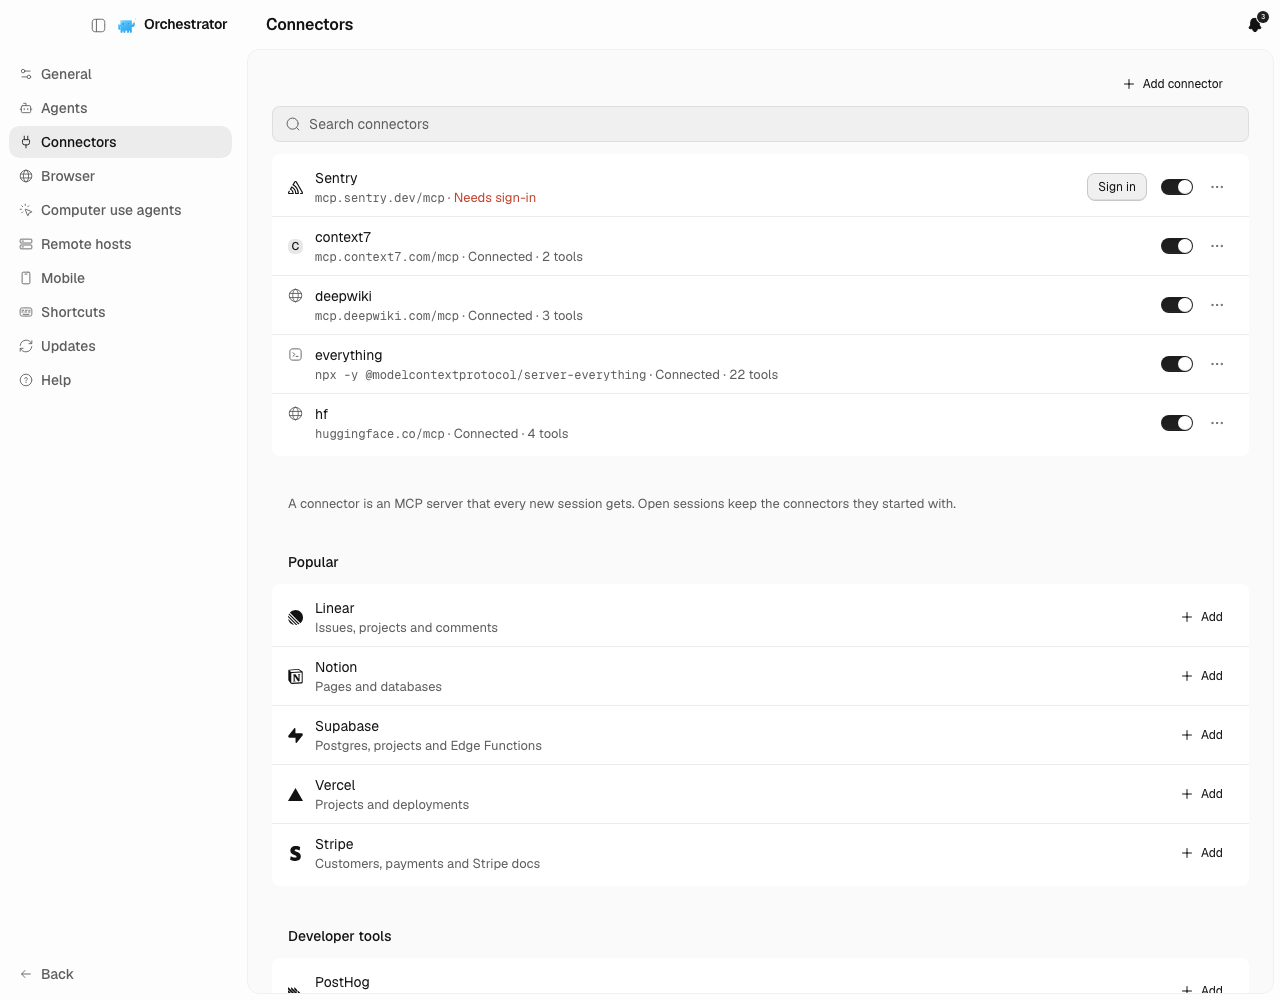 Orchestrator
Connectors
3
General
Agents
Connectors
Browser
Computer use agents
Remote hosts
Mobile
Shortcuts
Updates
Help
Back
Add connector
Search connectors
Sentry
mcp.sentry.dev/mcp · Needs sign-in
Sign in
C
context7
mcp.context7.com/mcp · Connected · 2 tools
deepwiki
mcp.deepwiki.com/mcp · Connected · 3 tools
everything
npx -y @modelcontextprotocol/server-everything · Connected · 22 tools
hf
huggingface.co/mcp · Connected · 4 tools
A connector is an MCP server that every new session gets. Open sessions keep the connectors they started with.
Popular
Linear
Issues, projects and comments
Add
Notion
Pages and databases
Add
Supabase
Postgres, projects and Edge Functions
Add
Vercel
Projects and deployments
Add
Stripe
Customers, payments and Stripe docs
Add
Developer tools
PostHog
Add